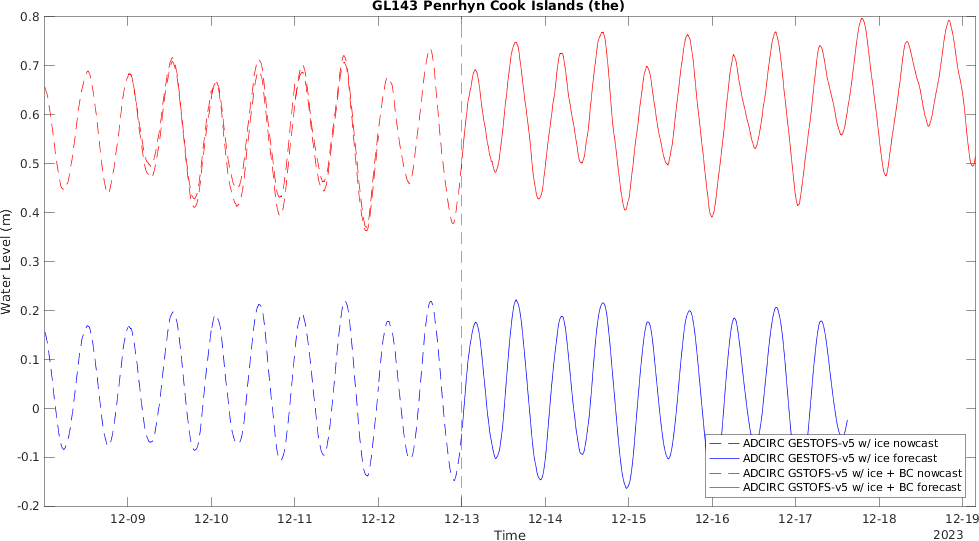 GL143 Penrhyn Cook Islands (the)
0.8
0.7
0.6
0.5
0.4
0.3
0.2
0.1
0
-0.1
-0.2
Water Level (m)
ADCIRC GESTOFS-v5 w/ ice nowcast
ADCIRC GESTOFS-v5 w/ ice forecast
ADCIRC GSTOFS-v5 w/ ice + BC nowcast
ADCIRC GSTOFS-v5 w/ ice + BC forecast
12-09 12-10 12-11 12-12 12-13 12-14 12-15 12-16 12-17 12-18 12-19
Time 2023